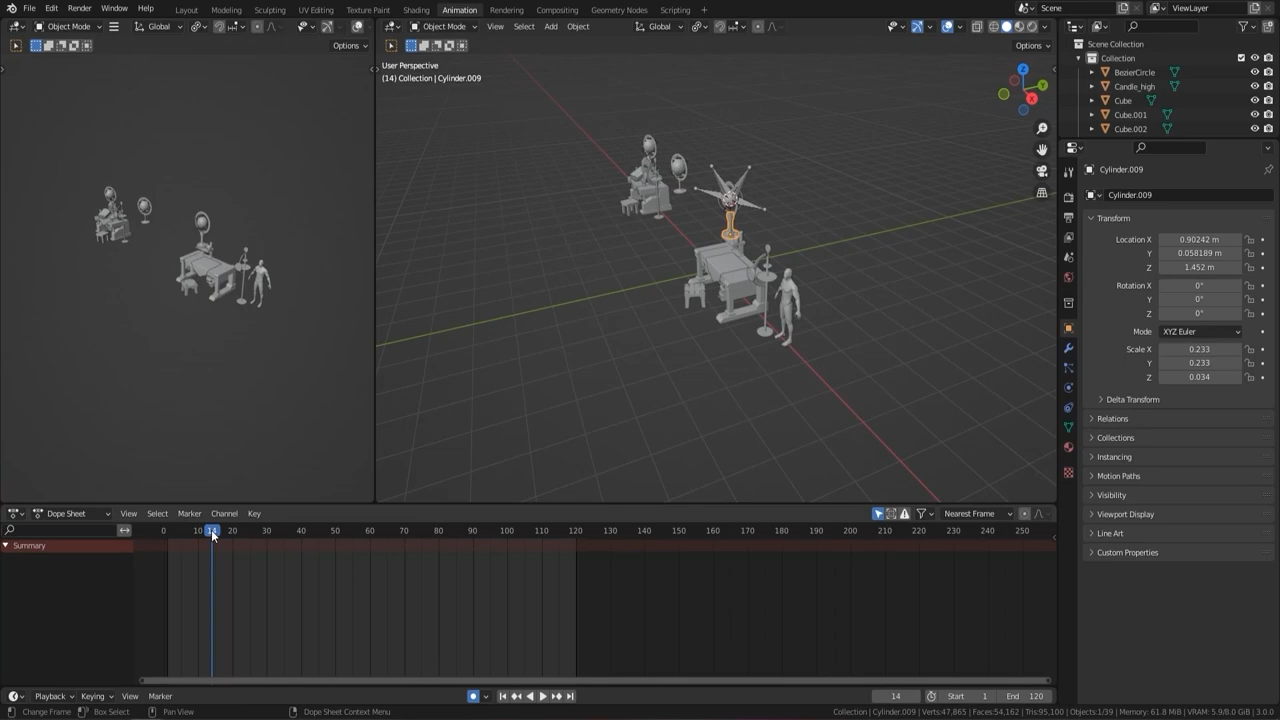 File Edit Render Window Help Layout Modeling Sculpting UV Editing Texture Paint Shading Animation Rendering Compositing Geometry Nodes Scripting + Scene ViewLayer
Object Mode Global Object Mode View Select Add Object Global
Options Options
User Perspective
(14) Collection | Cylinder.009
Z
Y
X
Scene Collection
Collection
BezierCircle
Candle_high
Cube
Cube.001
Cube.002
Cylinder.009
Cylinder.009
Transform
Location X 0.90242 m
Y 0.058189 m
Z 1.452 m
Rotation X 0°
Y 0°
Z 0°
Mode XYZ Euler
Scale X 0.233
Y 0.233
Z 0.034
Delta Transform
Relations
Collections
Instancing
Motion Paths
Visibility
Viewport Display
Line Art
Custom Properties
Dope Sheet View Select Marker Channel Key Nearest Frame
0 10 14 20 30 40 50 60 70 80 90 100 110 120 130 140 150 160 170 180 190 200 210 220 230 240 250
Summary
Playback Keying View Marker 14 Start 1 End 120
Change Frame Box Select Pan View Dope Sheet Context Menu Collection | Cylinder.009 | Verts:47,865 | Faces:54,162 | Tris:95,100 | Objects:1/39 | Memory: 61.8 MiB | VRAM: 5.9/8.0 GiB | 3.0.0